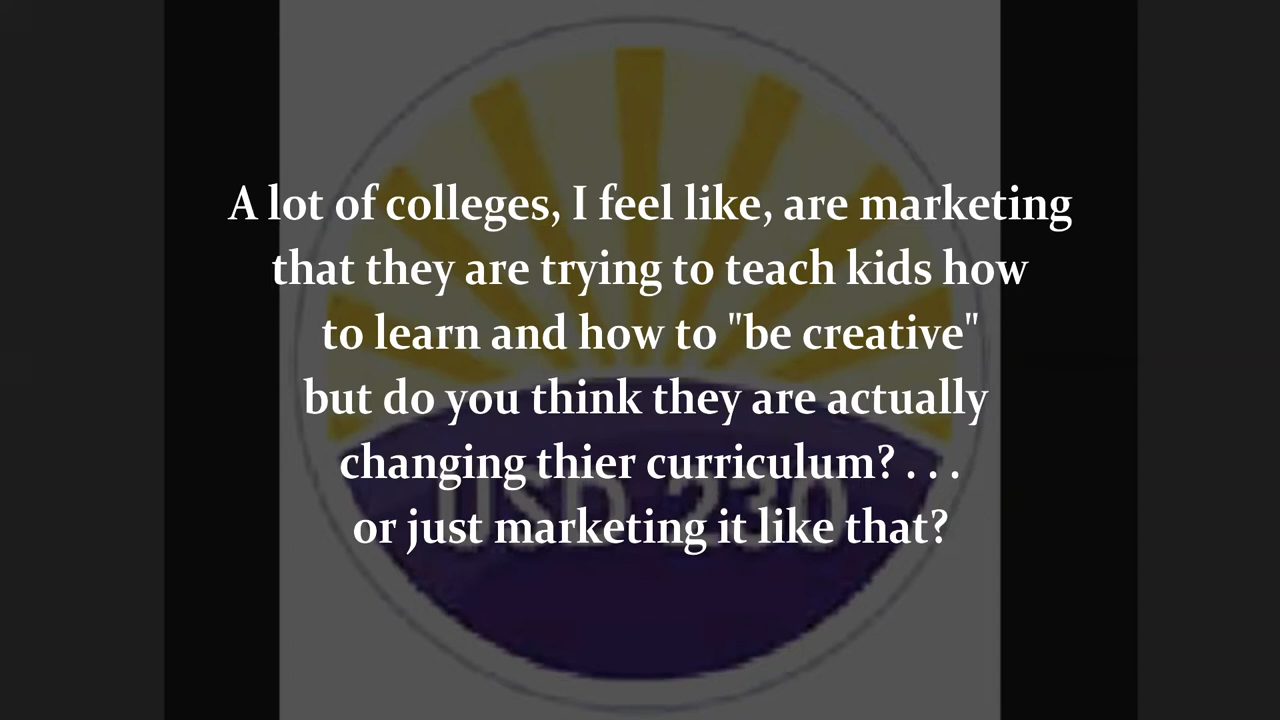 A lot of colleges, I feel like, are marketing
that they are trying to teach kids how
to learn and how to "be creative"
but do you think they are actually
changing thier curriculum? . . .
or just marketing it like that?
USD 230